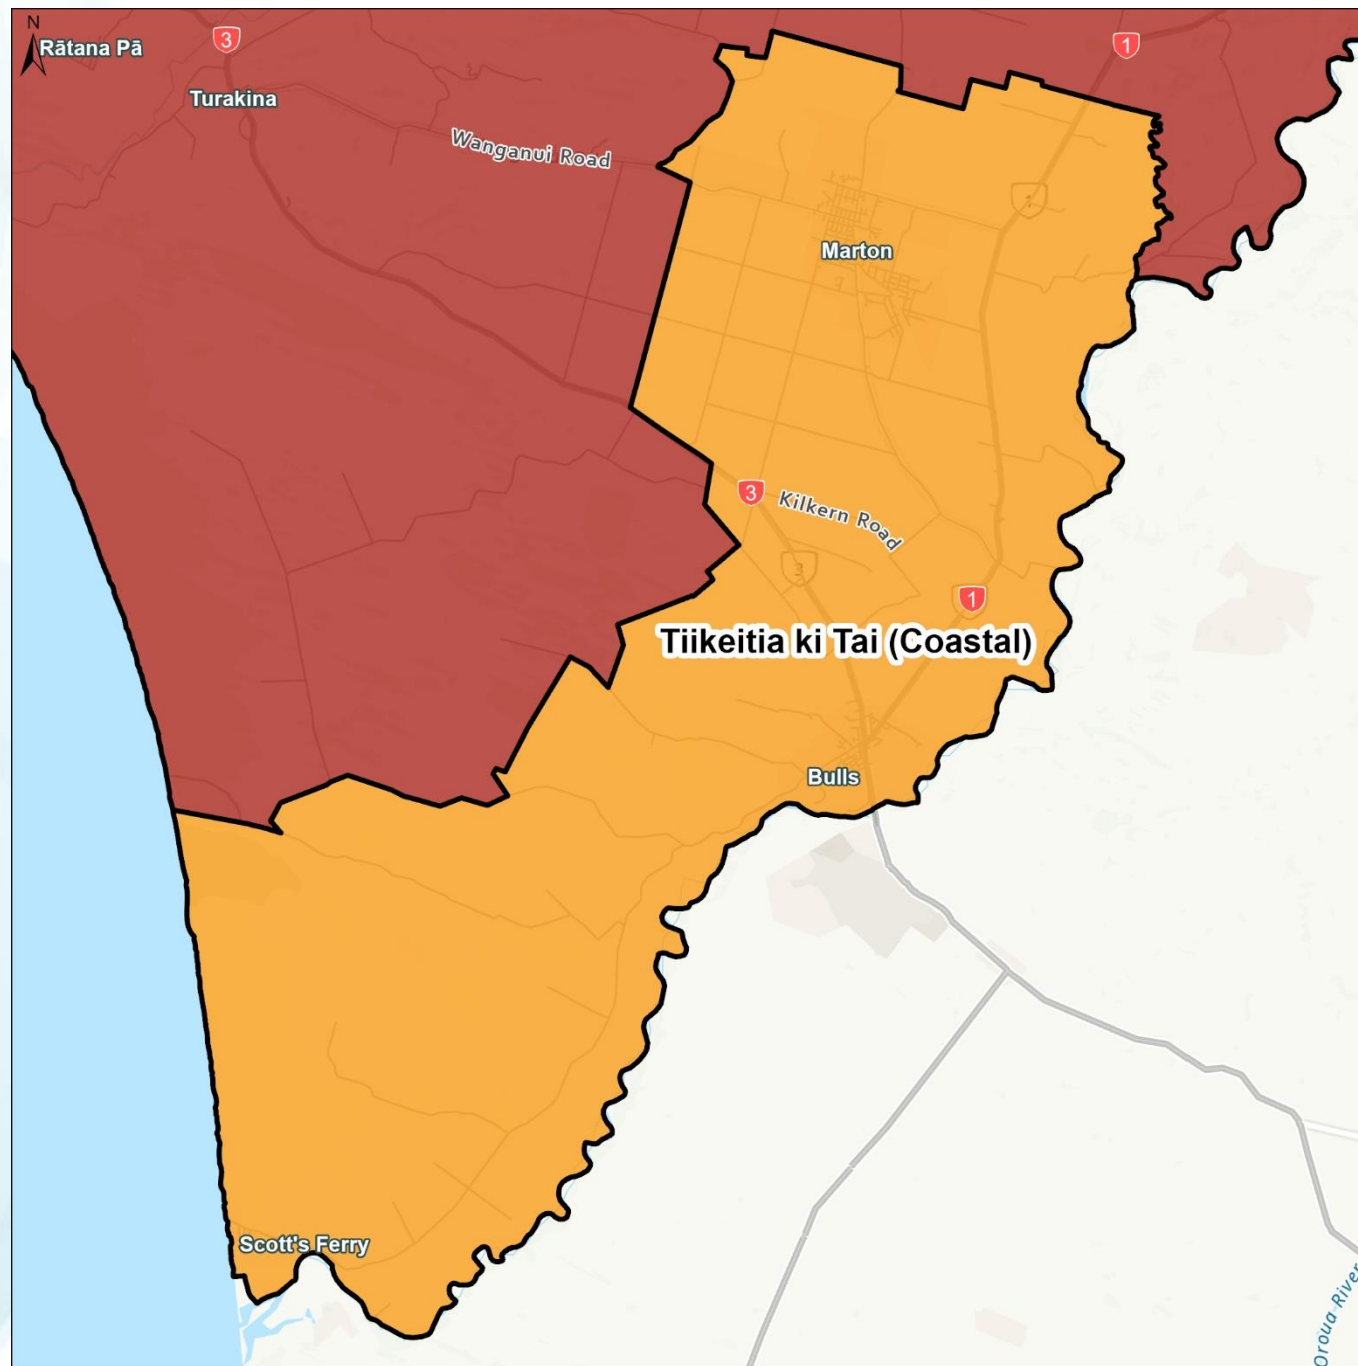 N
Rātana Pā
3
1
Turakina
Wanganui Road
1
Marton
3
Kilkern Road
3
1
Tiikeitia ki Tai (Coastal)
Bulls
Scott's Ferry
Oroua River